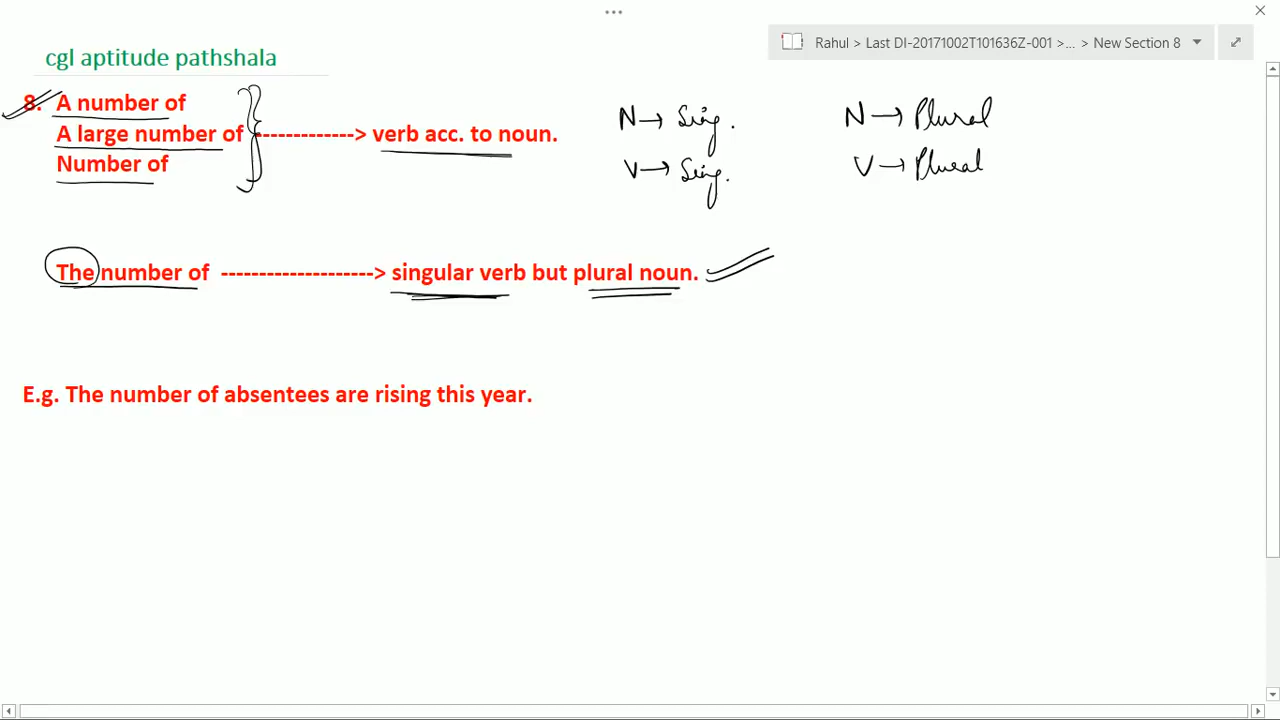 Rahul > Last DI-20171002T101636Z-001 >... > New Section 8
cgl aptitude pathshala
8. A number of
A large number of -------------> verb acc. to noun.
Number of
N → Sing.
V → Sing.
N → Plural
V → Plural
The number of --------------------> singular verb but plural noun.
E.g. The number of absentees are rising this year.